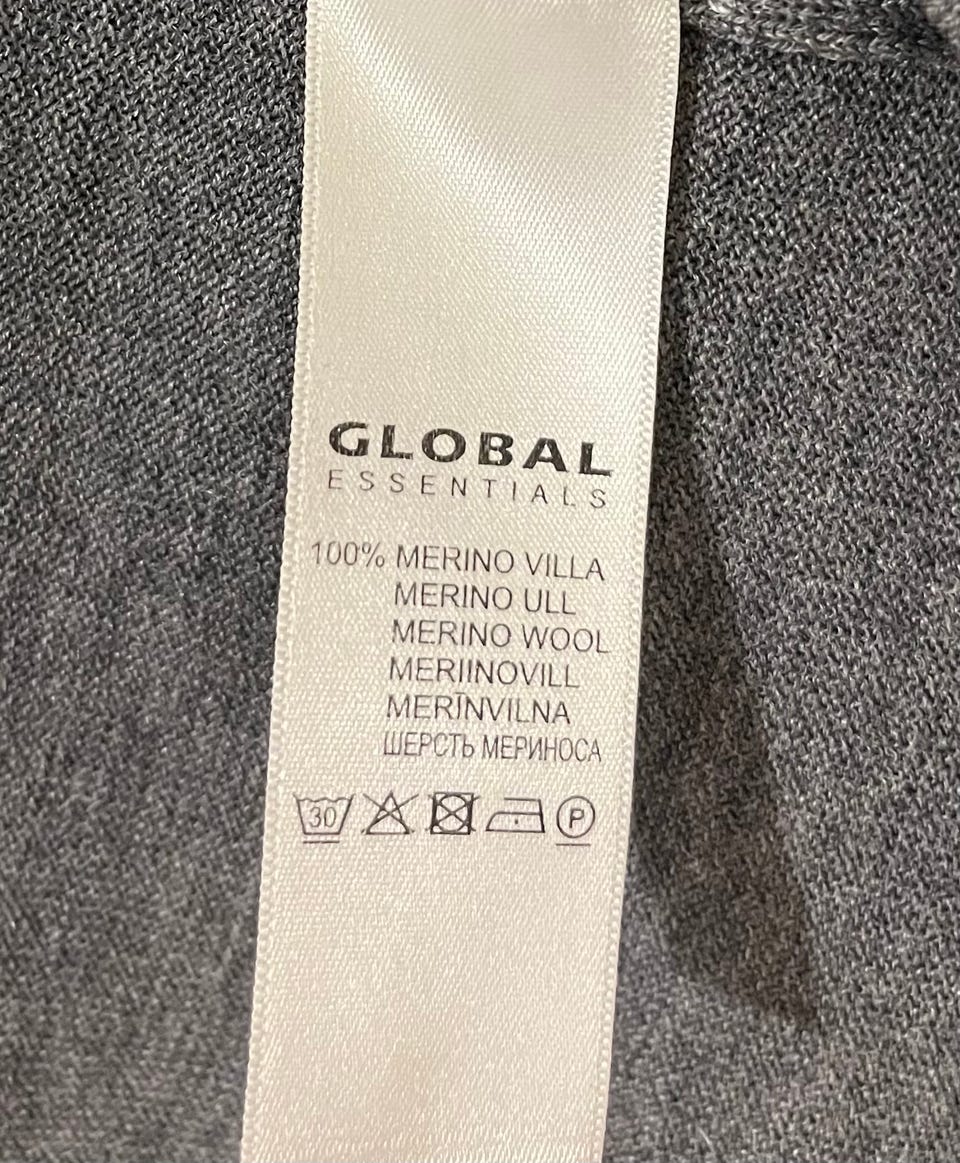 GLOBAL
ESSENTIALS
100% MERINO VILLA
MERINO ULL
MERINO WOOL
MERIINOVILL
MERĪNVILNA
ШЕРСТЬ МЕРИНОСА
30 P